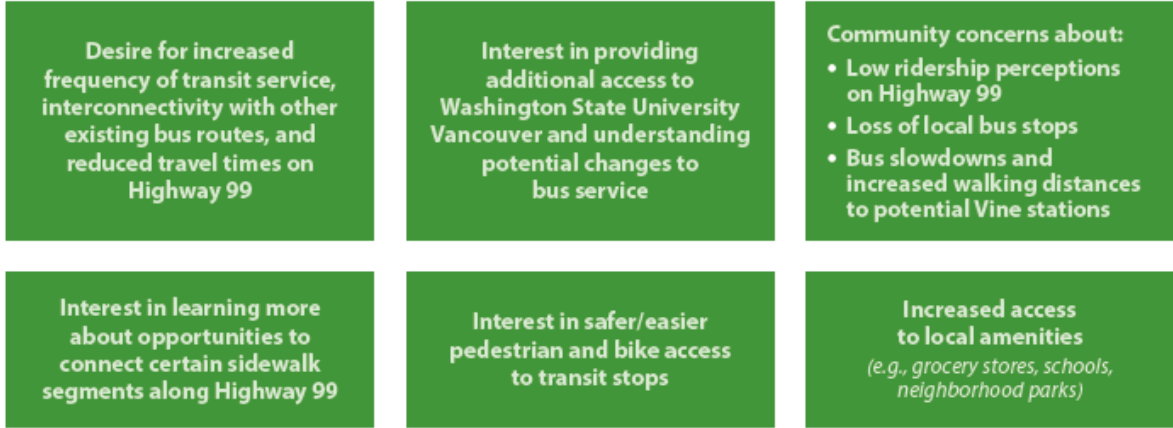 Desire for increased
frequency of transit service,
interconnectivity with other
existing bus routes, and
reduced travel times on
Highway 99
Interest in providing
additional access to
Washington State University
Vancouver and understanding
potential changes to
bus service
Community concerns about:
• Low ridership perceptions
on Highway 99
• Loss of local bus stops
• Bus slowdowns and
increased walking distances
to potential Vine stations
Interest in learning more
about opportunities to
connect certain sidewalk
segments along Highway 99
Interest in safer/easier
pedestrian and bike access
to transit stops
Increased access
to local amenities
(e.g., grocery stores, schools,
neighborhood parks)